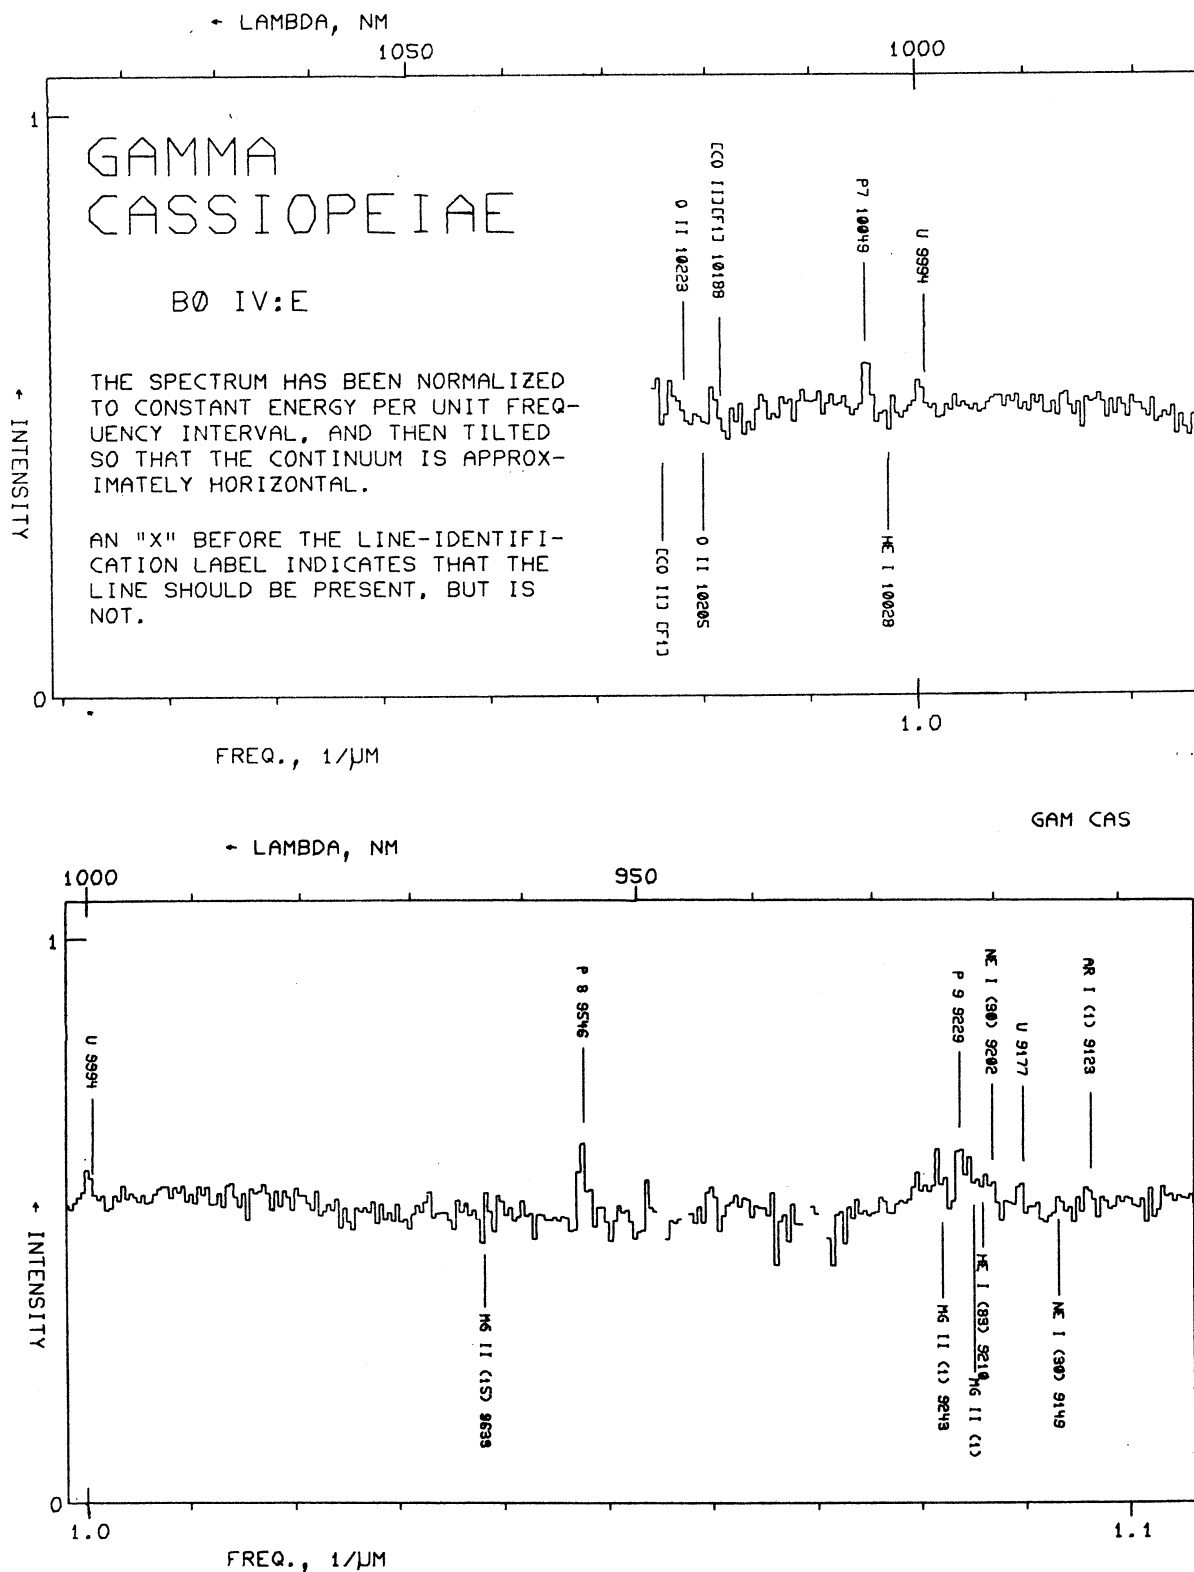 ← LAMBDA, NM
1050
1000
1
GAMMA
CASSIOPEIAE
BØ IV:E
THE SPECTRUM HAS BEEN NORMALIZED
TO CONSTANT ENERGY PER UNIT FREQ-
UENCY INTERVAL, AND THEN TILTED
SO THAT THE CONTINUUM IS APPROX-
IMATELY HORIZONTAL.
AN "X" BEFORE THE LINE-IDENTIFI-
CATION LABEL INDICATES THAT THE
LINE SHOULD BE PRESENT, BUT IS
NOT.
← INTENSITY
O II 10223
[CO II][F1] 10188
P7 10049
U 9994
[CO II] [F1]
O II 10205
HE I 10028
0
1.0
FREQ., 1/µM
GAM CAS
← LAMBDA, NM
1000
950
1
U 9994
P 8 9546
P 9 9229
NE I (90) 9202
U 9177
AR I (1) 9123
← INTENSITY
MG II (15) 9633
MG II (1) 9243
HE I (83) 9210
MG II (1)
NE I (90) 9149
0
1.0
1.1
FREQ., 1/µM